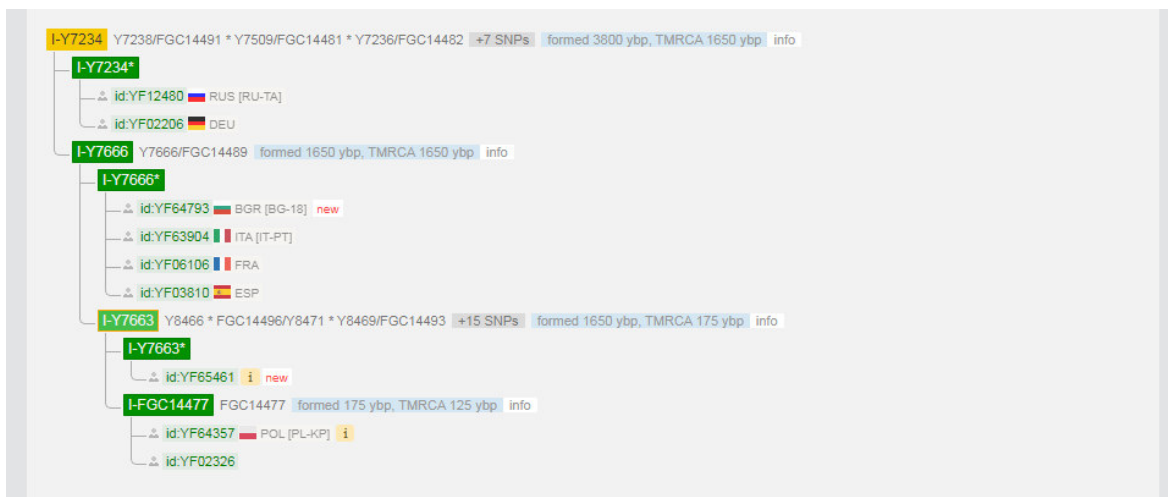 I-Y7234 Y7238/FGC14491 * Y7509/FGC14481 * Y7236/FGC14482 +7 SNPs formed 3800 ybp, TMRCA 1650 ybp info
I-Y7234*
id:YF12480 RUS [RU-TA]
id:YF02206 DEU
I-Y7666 Y7666/FGC14489 formed 1650 ybp, TMRCA 1650 ybp info
I-Y7666*
id:YF64793 BGR [BG-18] new
id:YF63904 ITA [IT-PT]
id:YF06106 FRA
id:YF03810 ESP
I-Y7663 Y8466 * FGC14496/Y8471 * Y8469/FGC14493 +15 SNPs formed 1650 ybp, TMRCA 175 ybp info
I-Y7663*
id:YF65461 i new
I-FGC14477 FGC14477 formed 175 ybp, TMRCA 125 ybp info
id:YF64357 POL [PL-KP] i
id:YF02326